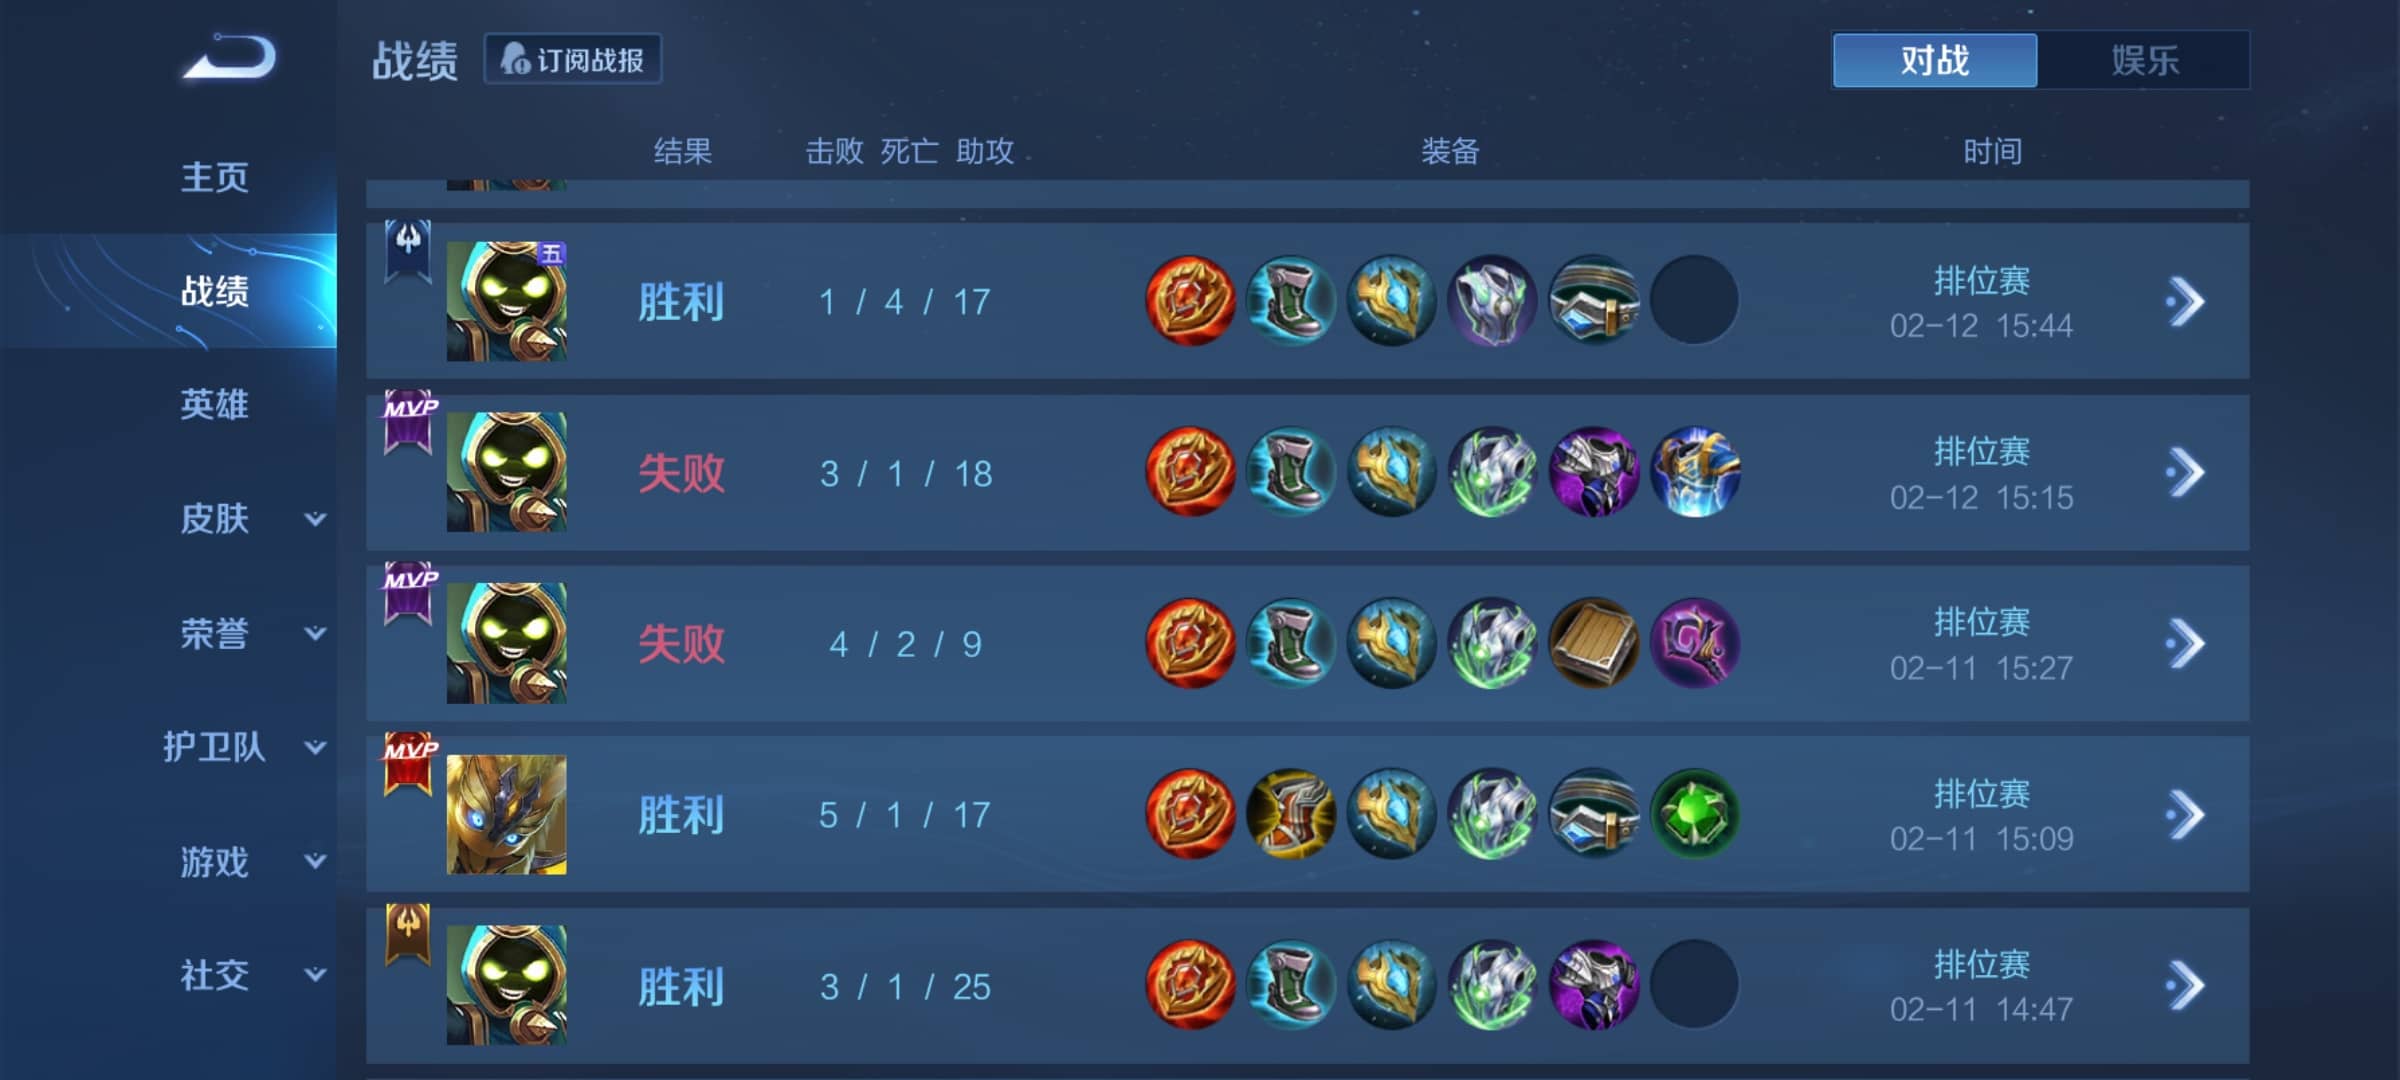 战绩
订阅战报
对战
娱乐
结果
击败 死亡 助攻
装备
时间
主页
战绩
英雄
皮肤
荣誉
护卫队
游戏
社交
五
胜利
1 / 4 / 17
排位赛
02-12 15:44
MVP
失败
3 / 1 / 18
排位赛
02-12 15:15
MVP
失败
4 / 2 / 9
排位赛
02-11 15:27
MVP
胜利
5 / 1 / 17
排位赛
02-11 15:09
胜利
3 / 1 / 25
排位赛
02-11 14:47